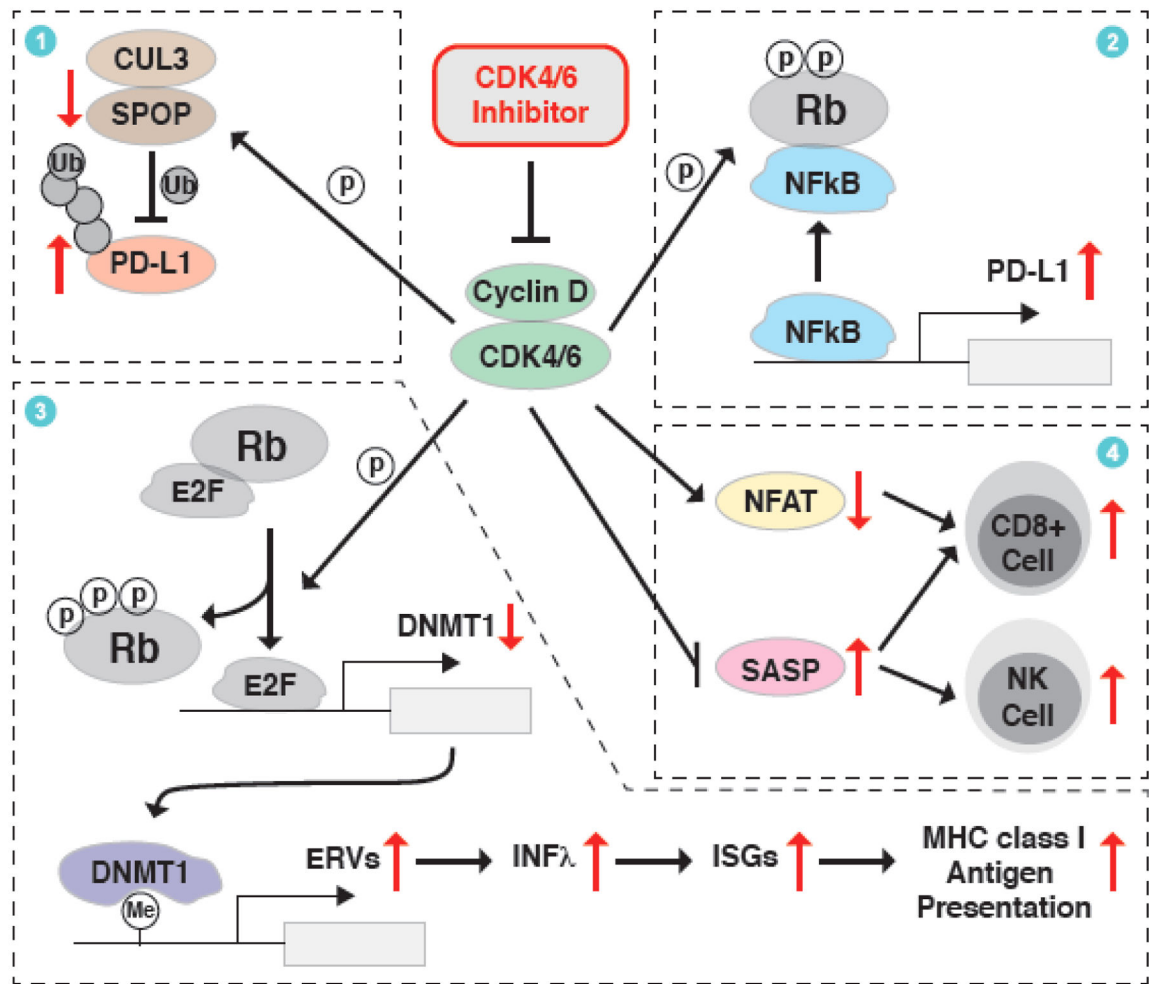 1
CUL3
SPOP
Ub
Ub
PD-L1
P
CDK4/6
Inhibitor
Cyclin D
CDK4/6
2
P P
Rb
P
NFkB
PD-L1
NFkB
3
Rb
E2F
P
P P P
Rb
DNMT1
E2F
DNMT1
Me
ERVs
INFλ
ISGs
MHC class I
Antigen
Presentation
4
NFAT
CD8+
Cell
SASP
NK
Cell